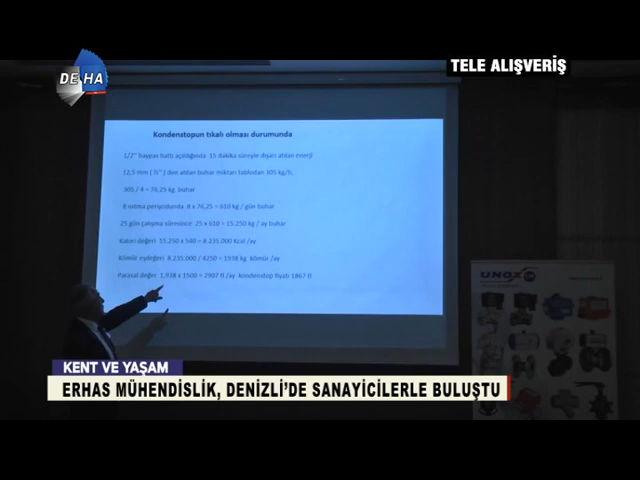 DEHA
TELE ALIŞVERİŞ
Kondenstopun tıkalı olması durumunda
1/2" baypas hattı açıldığında 15 dakika süreyle dışarı atılan enerji
12,5 mm ( ½") den atılan buhar miktarı tablodan 305 kg/h,
305 / 4 = 76,25 kg buhar
8 ısıtma periyodunda 8 x 76,25 = 610 kg / gün buhar
25 gün çalışma süresince: 25 x 610 = 15.250 kg / ay buhar
Kalori değeri 15.250 x 540 = 8.235.000 Kcal /ay
Kömür eşdeğeri 8.235.000 / 4250 = 1938 kg kömür /ay
Parasal değer 1,938 x 1500 = 2907 tl /ay kondenstop fiyatı 1867 tl
UNOX
KENT VE YAŞAM
ERHAS MÜHENDİSLİK, DENİZLİ'DE SANAYİCİLERLE BULUŞTU